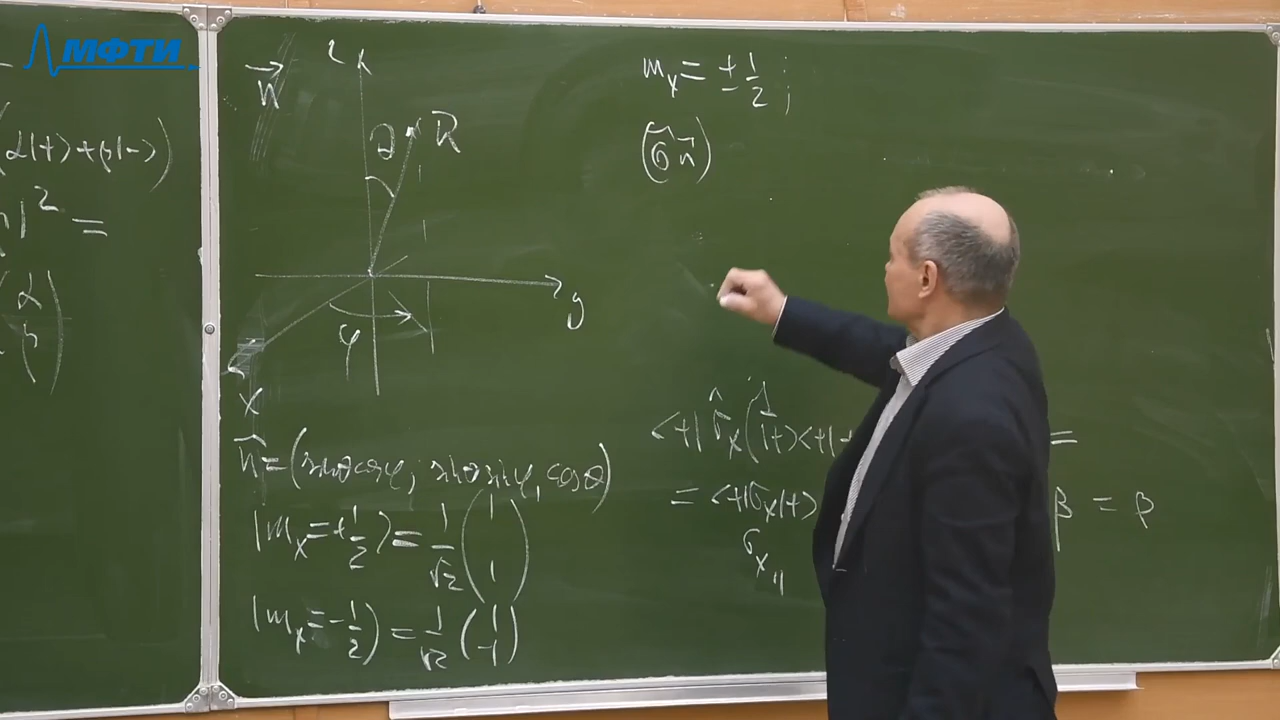 МФТИ
α|+⟩+β|−⟩)
|² =
(α
β)
n⃗
z
θ
R
y
φ
x
n⃗ = (sinθcosφ, sinθsinφ, cosθ)
|m_x=+1/2⟩ = 1/√2 (1 1)
|m_x=-1/2⟩ = 1/√2 (1 -1)
m_x = ±1/2 ;
(σ⃗n⃗)
<+|σ̂_x(|+><+|+
=
= <+|σ_x|+>
β = β
σ_x 11